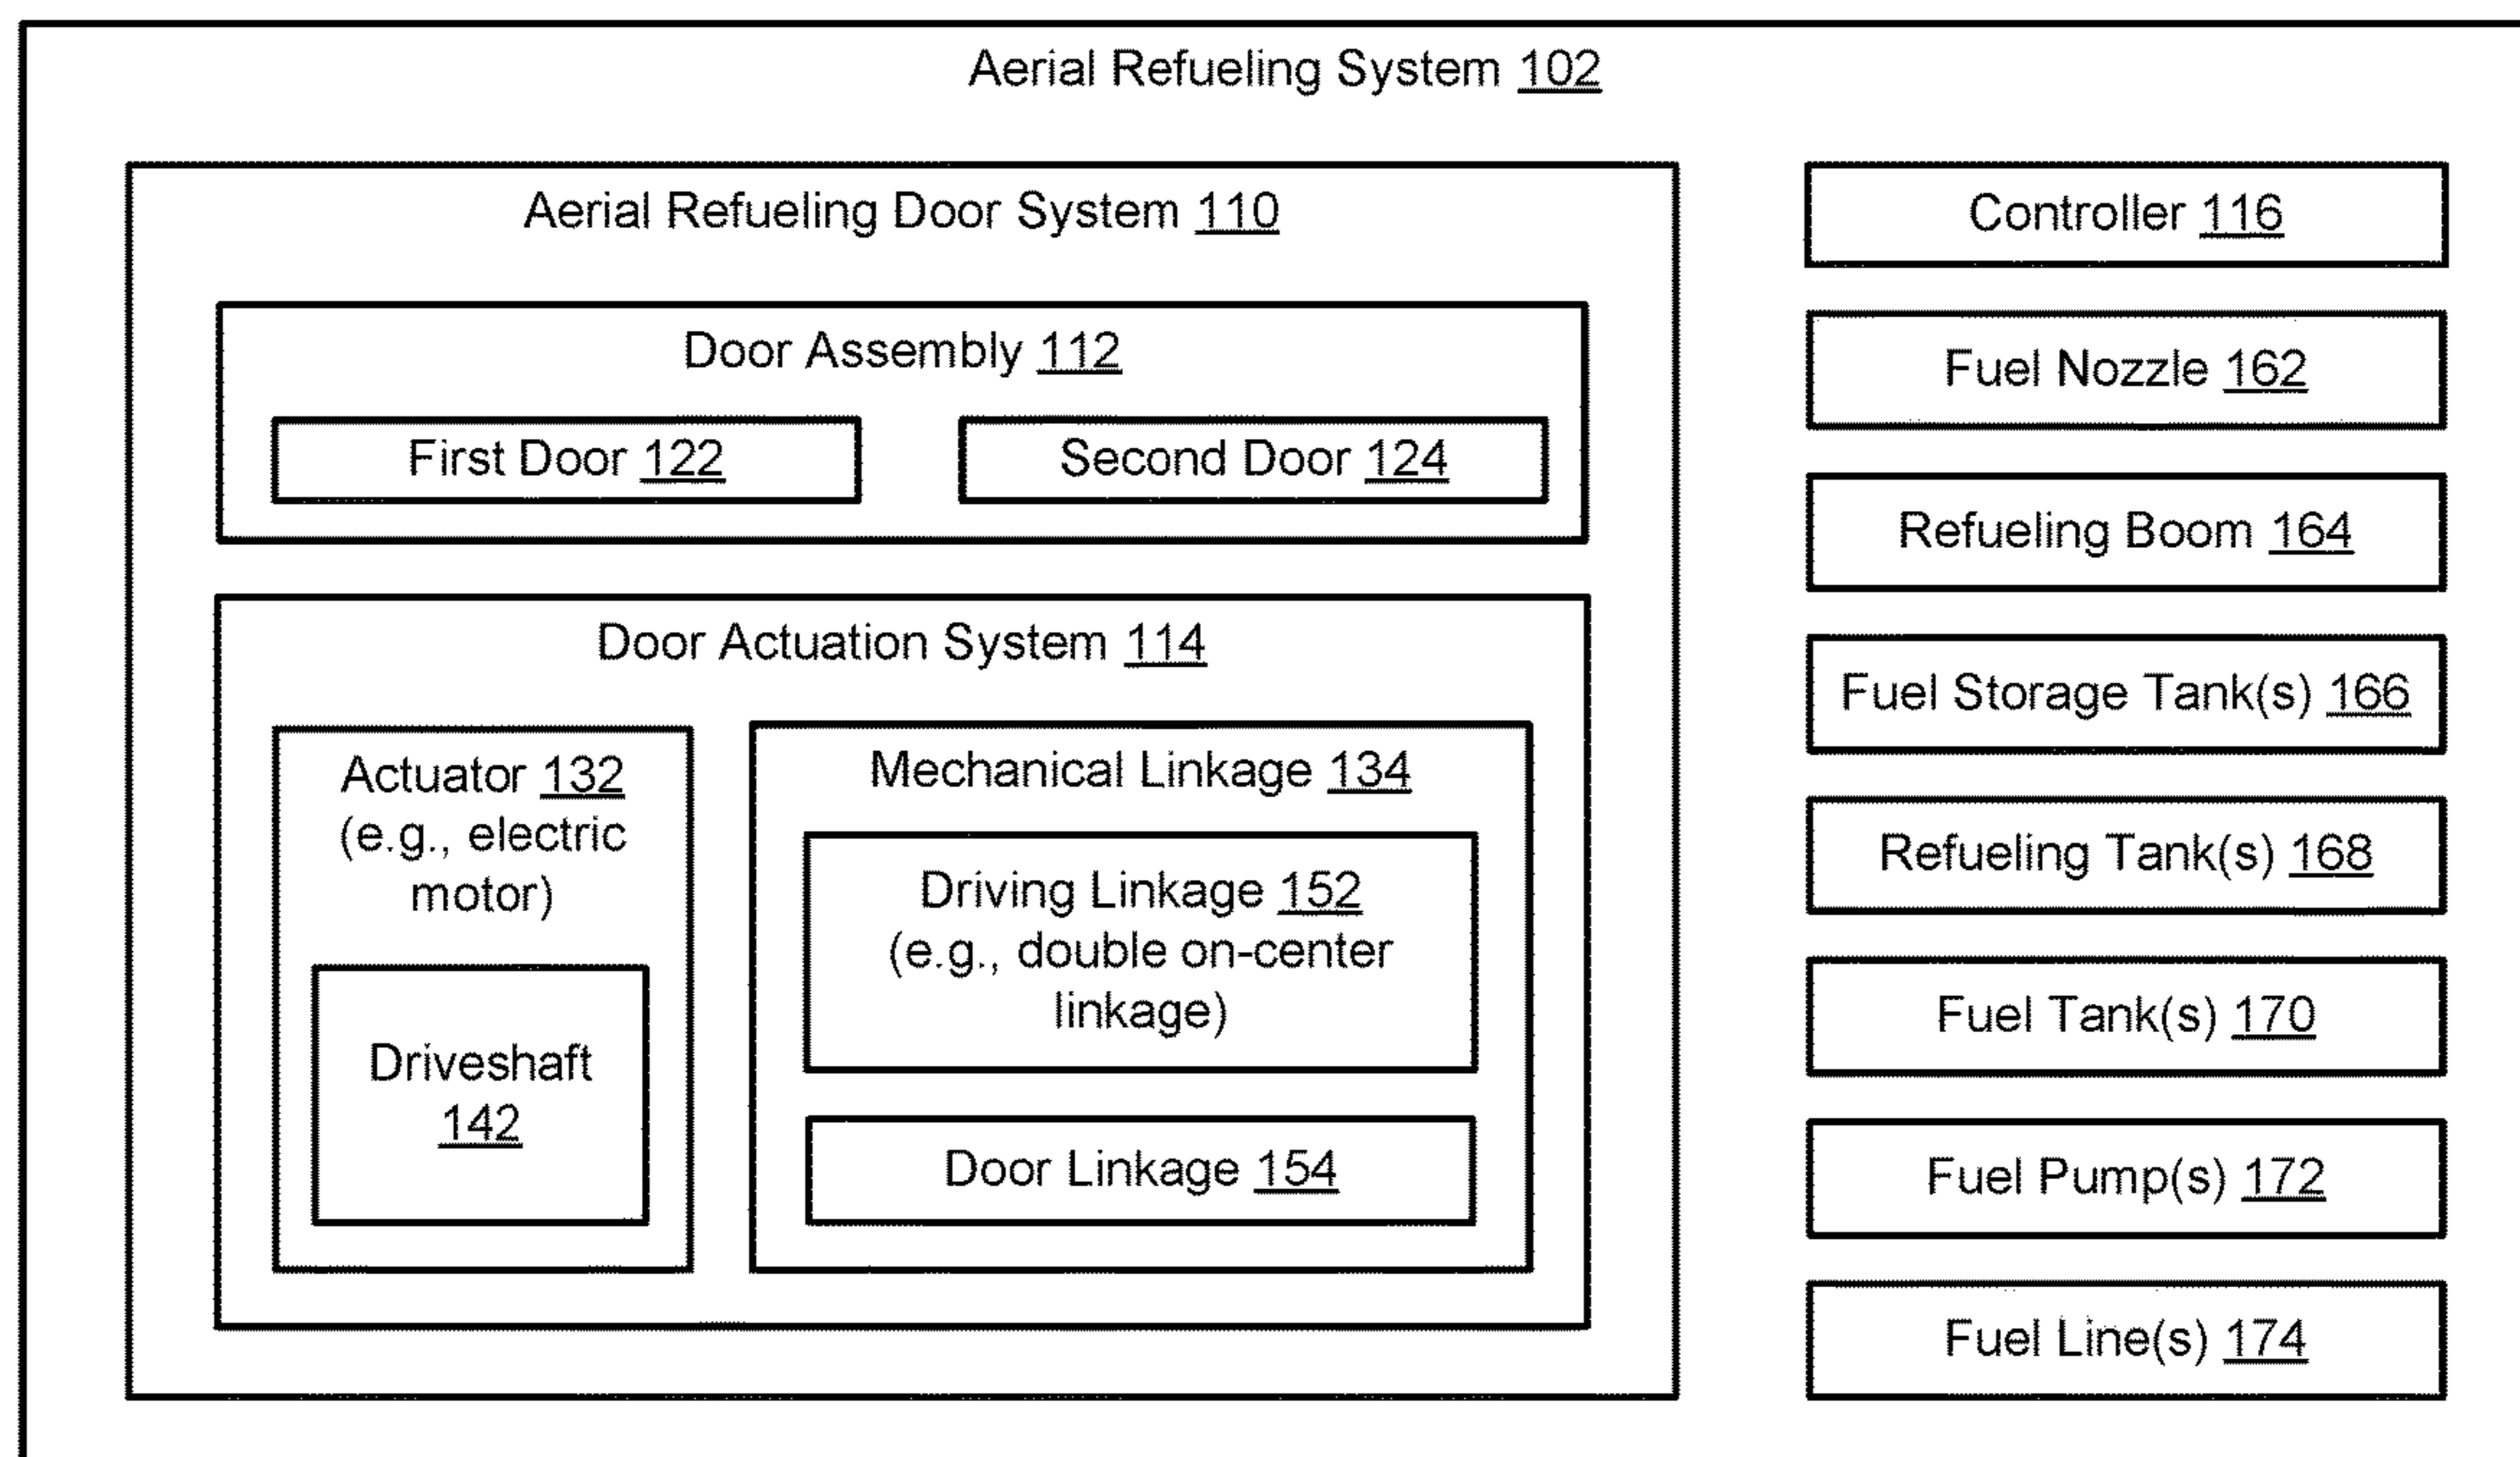 Aerial Refueling System 102
Aerial Refueling Door System 110
Door Assembly 112
First Door 122
Second Door 124
Door Actuation System 114
Actuator 132
(e.g., electric
motor)
Driveshaft
142
Mechanical Linkage 134
Driving Linkage 152
(e.g., double on-center
linkage)
Door Linkage 154
Controller 116
Fuel Nozzle 162
Refueling Boom 164
Fuel Storage Tank(s) 166
Refueling Tank(s) 168
Fuel Tank(s) 170
Fuel Pump(s) 172
Fuel Line(s) 174